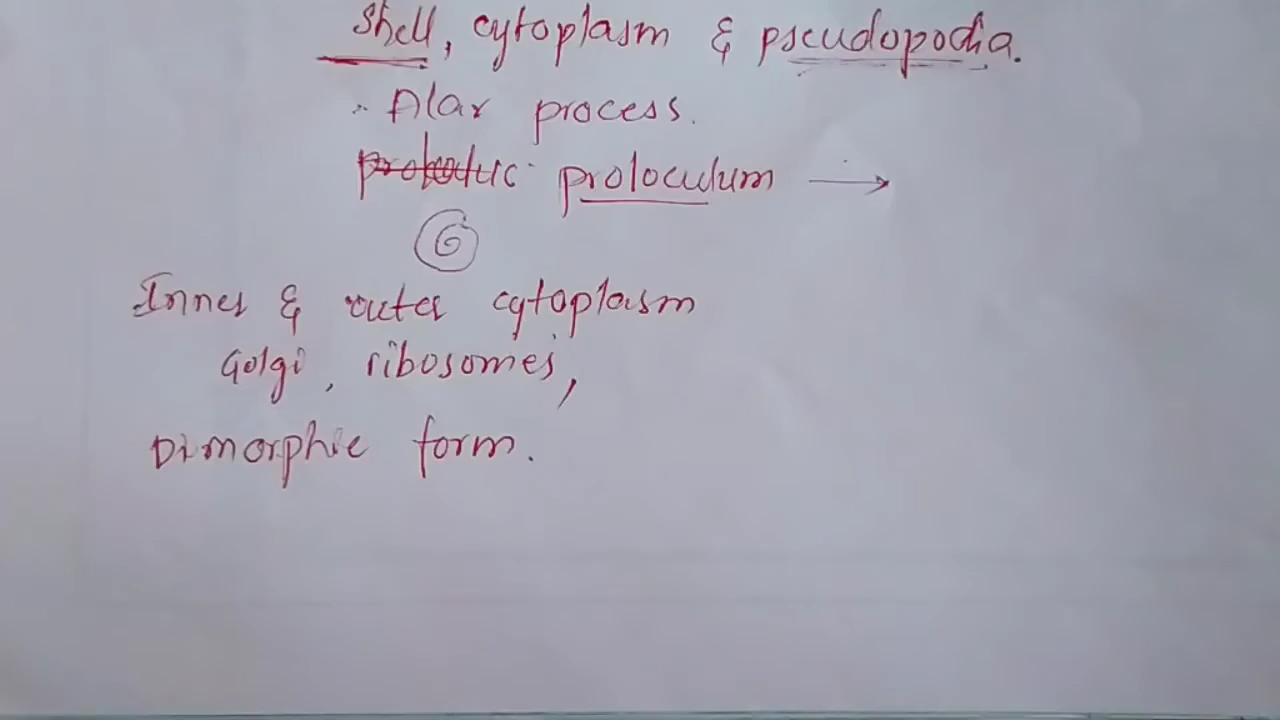 Shell, cytoplasm & pseudopodia.
Alar process.
proloculum →
Inner & outer cytoplasm
Golgi, ribosomes,
Dimorphic form.